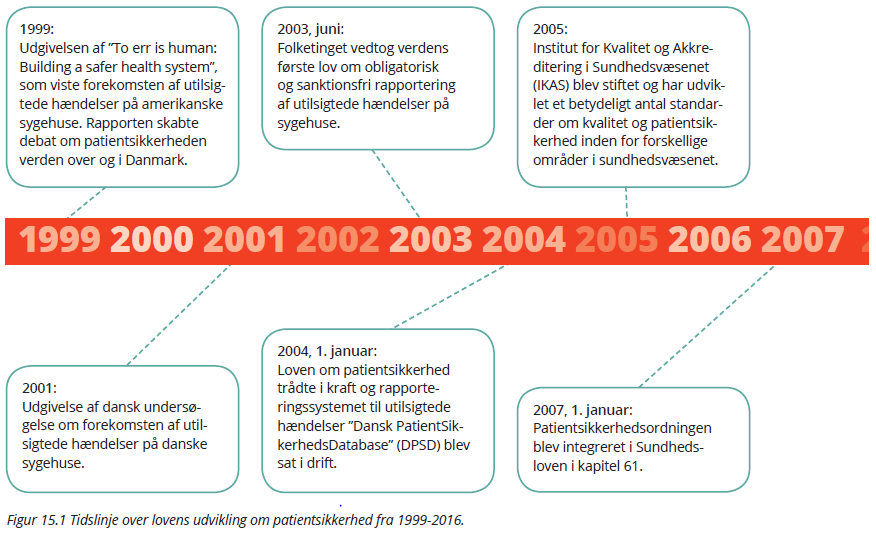 1999:
Udgivelsen af ”To err is human:
Building a safer health system”,
som viste forekomsten af utilsig-
tede hændelser på amerikanske
sygehuse. Rapporten skabte
debat om patientsikkerheden
verden over og i Danmark.
2003, juni:
Folketinget vedtog verdens
første lov om obligatorisk
og sanktionsfri rapportering
af utilsigtede hændelser på
sygehuse.
2005:
Institut for Kvalitet og Akkre-
ditering i Sundhedsvæsenet
(IKAS) blev stiftet og har udvik-
let et betydeligt antal standar-
der om kvalitet og patientsik-
kerhed inden for forskellige
områder i sundhedsvæsenet.
1999 2000 2001 2002 2003 2004 2005 2006 2007
2001:
Udgivelse af dansk undersø-
gelse om forekomsten af util-
sigtede hændelser på danske
sygehuse.
2004, 1. januar:
Loven om patientsikkerhed
trådte i kraft og rapporte-
ringssystemet til utilsigtede
hændelser ”Dansk PatientSik-
kerhedsDatabase” (DPSD) blev
sat i drift.
2007, 1. januar:
Patientsikkerhedsordningen
blev integreret i Sundheds-
loven i kapitel 61.
Figur 15.1 Tidslinje over lovens udvikling om patientsikkerhed fra 1999-2016.